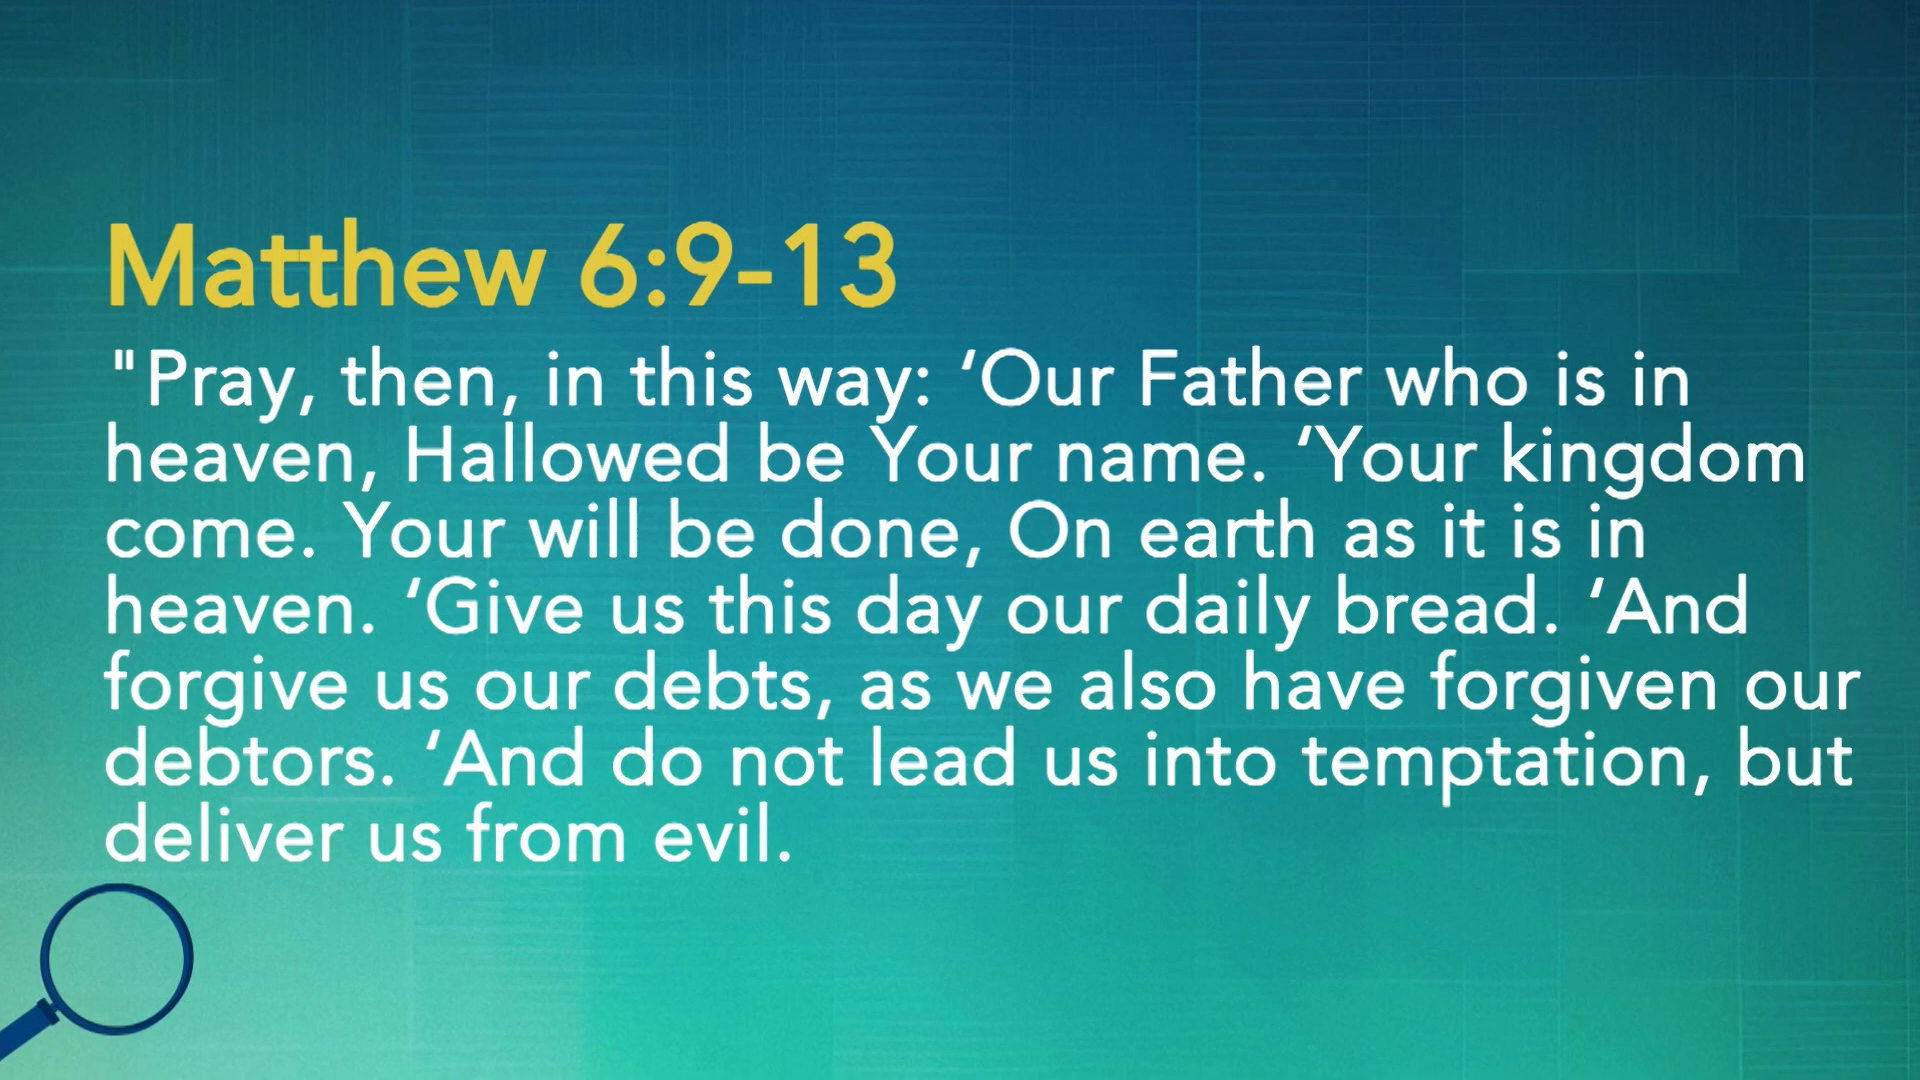 Matthew 6:9-13
"Pray, then, in this way: ‘Our Father who is in
heaven, Hallowed be Your name. ‘Your kingdom
come. Your will be done, On earth as it is in
heaven. ‘Give us this day our daily bread. ‘And
forgive us our debts, as we also have forgiven our
debtors. ‘And do not lead us into temptation, but
deliver us from evil.